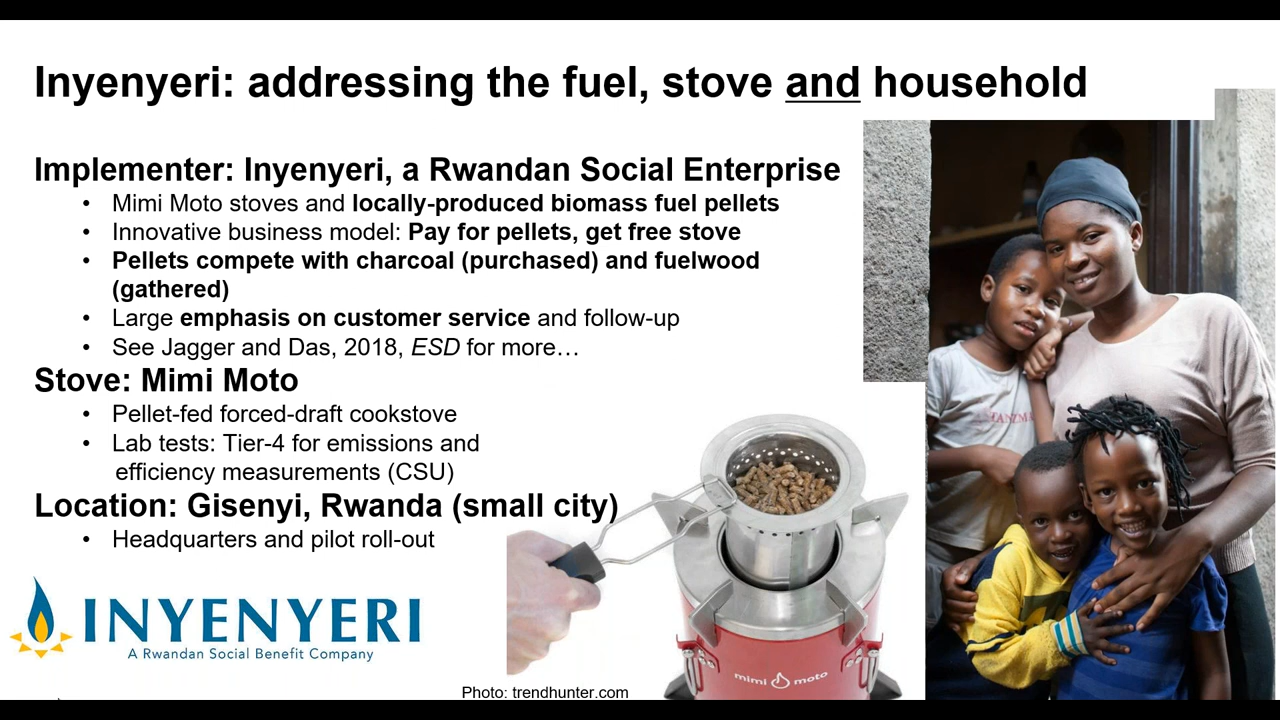 Inyenyeri: addressing the fuel, stove and household
Implementer: Inyenyeri, a Rwandan Social Enterprise
• Mimi Moto stoves and locally-produced biomass fuel pellets
• Innovative business model: Pay for pellets, get free stove
• Pellets compete with charcoal (purchased) and fuelwood
(gathered)
• Large emphasis on customer service and follow-up
• See Jagger and Das, 2018, ESD for more…
Stove: Mimi Moto
• Pellet-fed forced-draft cookstove
• Lab tests: Tier-4 for emissions and
efficiency measurements (CSU)
Location: Gisenyi, Rwanda (small city)
• Headquarters and pilot roll-out
INYENYERI
A Rwandan Social Benefit Company
mimi moto
Photo: trendhunter.com